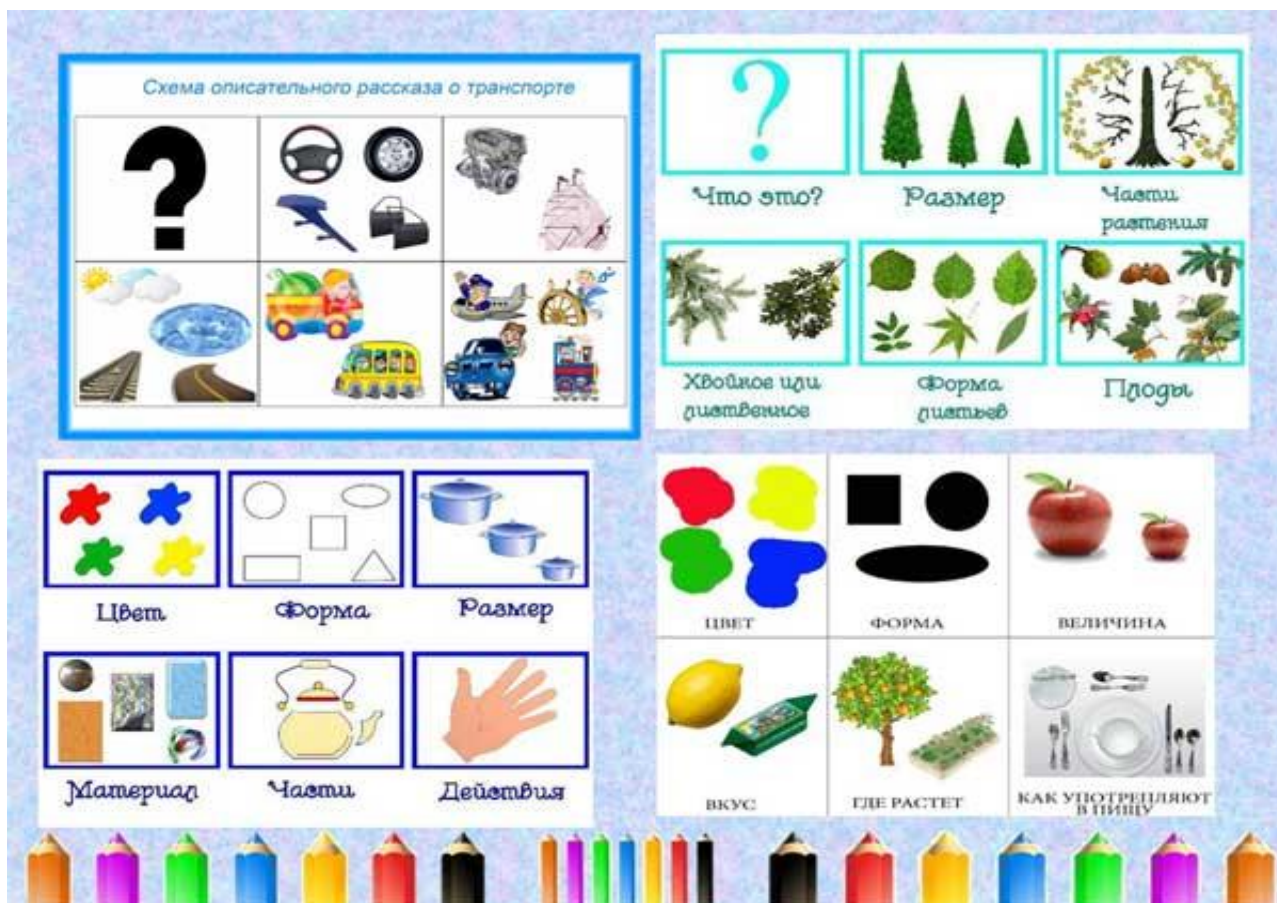 Схема описательного рассказа о транспорте
Что это?
Размер
Части
растения
Хвойное или
лиственное
Форма
листьев
Плоды
Цвет
Форма
Размер
Материал
Части
Действия
ЦВЕТ
ФОРМА
ВЕЛИЧИНА
ВКУС
ГДЕ РАСТЕТ
КАК УПОТРЕПЛЯЮТ
В ПИЩУ